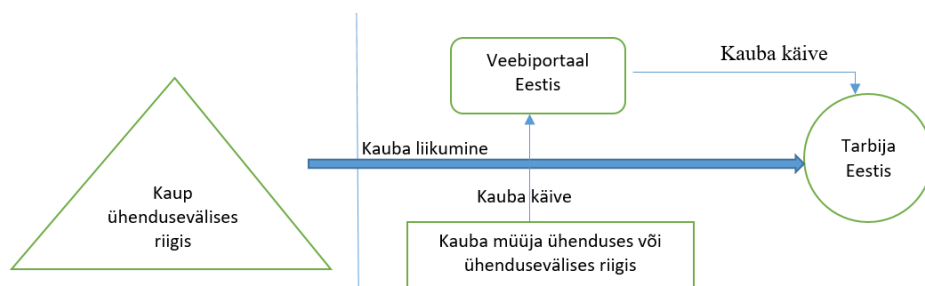 Veebiportaal
Eestis
Kauba käive
Kauba liikumine
Tarbija
Eestis
Kaup
ühendusevälises
riigis
Kauba käive
Kauba müüja ühenduses või
ühendusevälises riigis